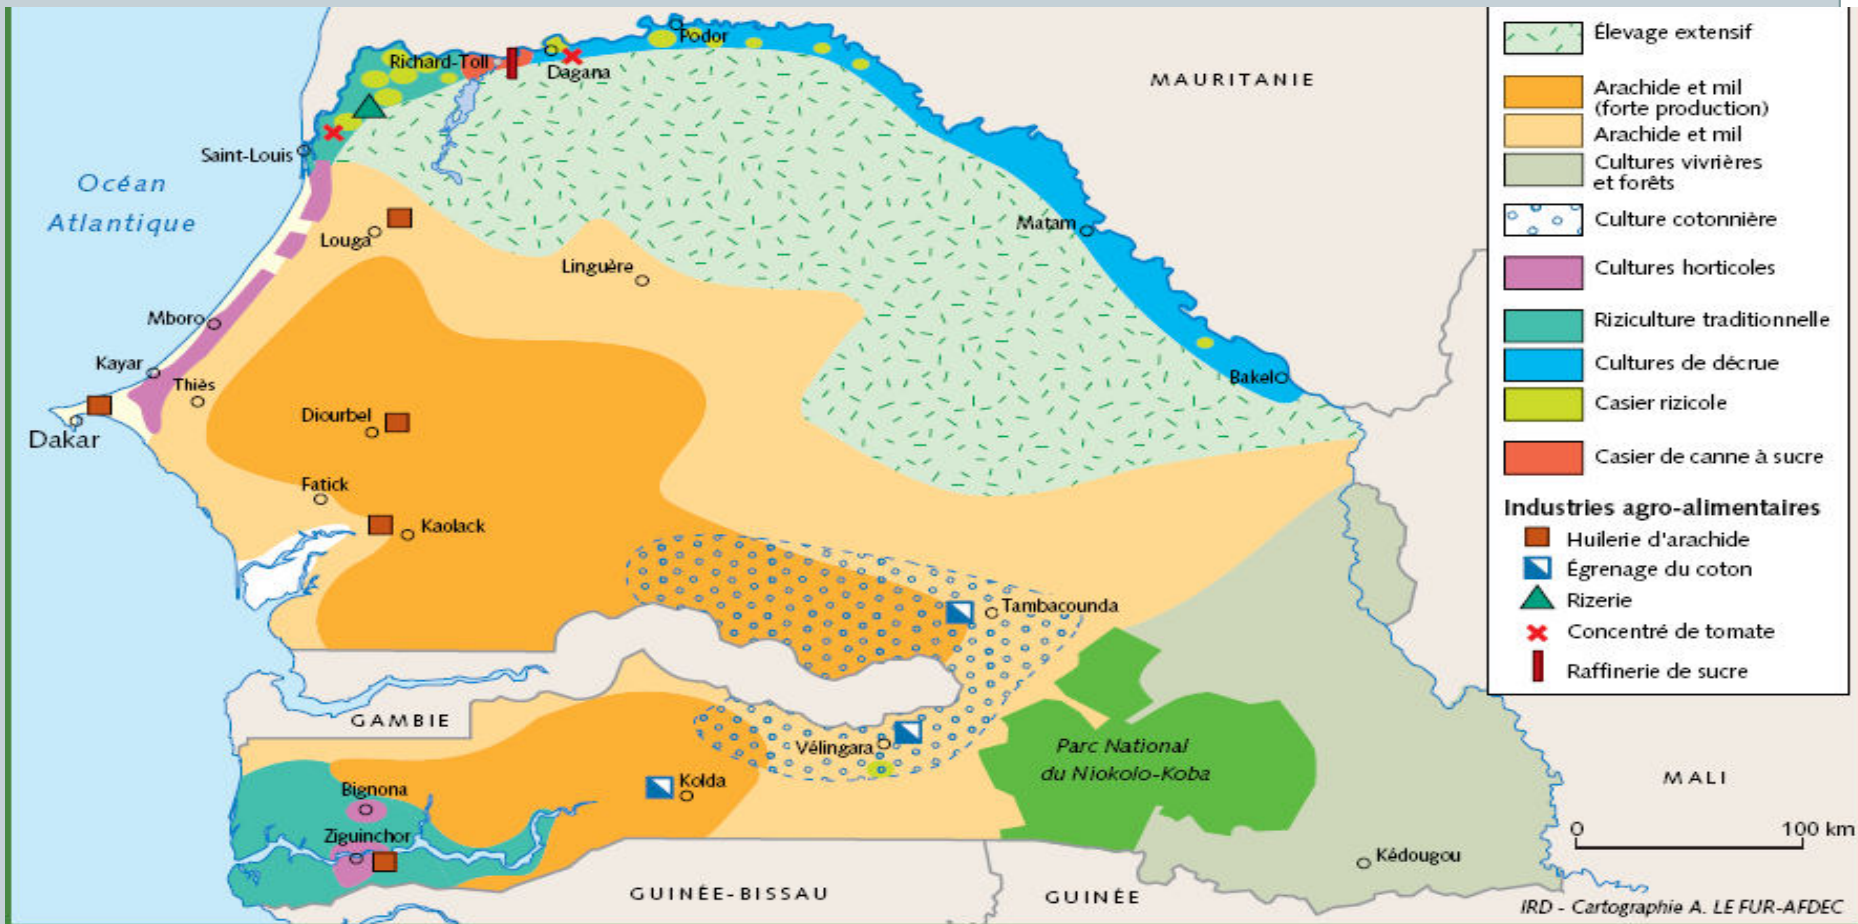 Podor
Richard-Toll
Dagana
MAURITANIE
Saint-Louis
Océan
Atlantique
Louga
Matam
Linguère
Mboro
Kayar
Thiès
Bakel
Diourbel
Dakar
Fatick
Kaolack
Tambacounda
GAMBIE
Vélingara
Parc National
du Niokolo-Koba
Kolda
MALI
Bignona
Ziguinchor
Kédougou
GUINÉE-BISSAU
GUINÉE
Élevage extensif
Arachide et mil
(forte production)
Arachide et mil
Cultures vivrières
et forêts
Culture cotonnière
Cultures horticoles
Riziculture traditionnelle
Cultures de décrue
Casier rizicole
Casier de canne à sucre
Industries agro-alimentaires
Huilerie d'arachide
Égrenage du coton
Rizerie
Concentré de tomate
Raffinerie de sucre
0 100 km
IRD - Cartographie A. LE FUR-AFDEC